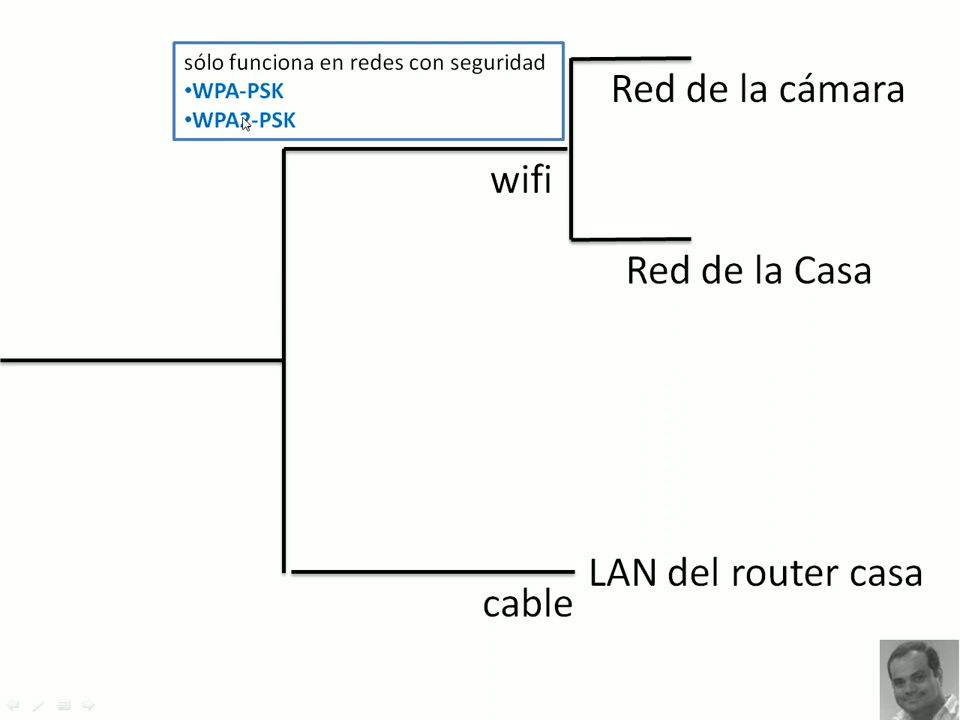 sólo funciona en redes con seguridad
•WPA-PSK
•WPA2-PSK
Red de la cámara
wifi
Red de la Casa
LAN del router casa
cable